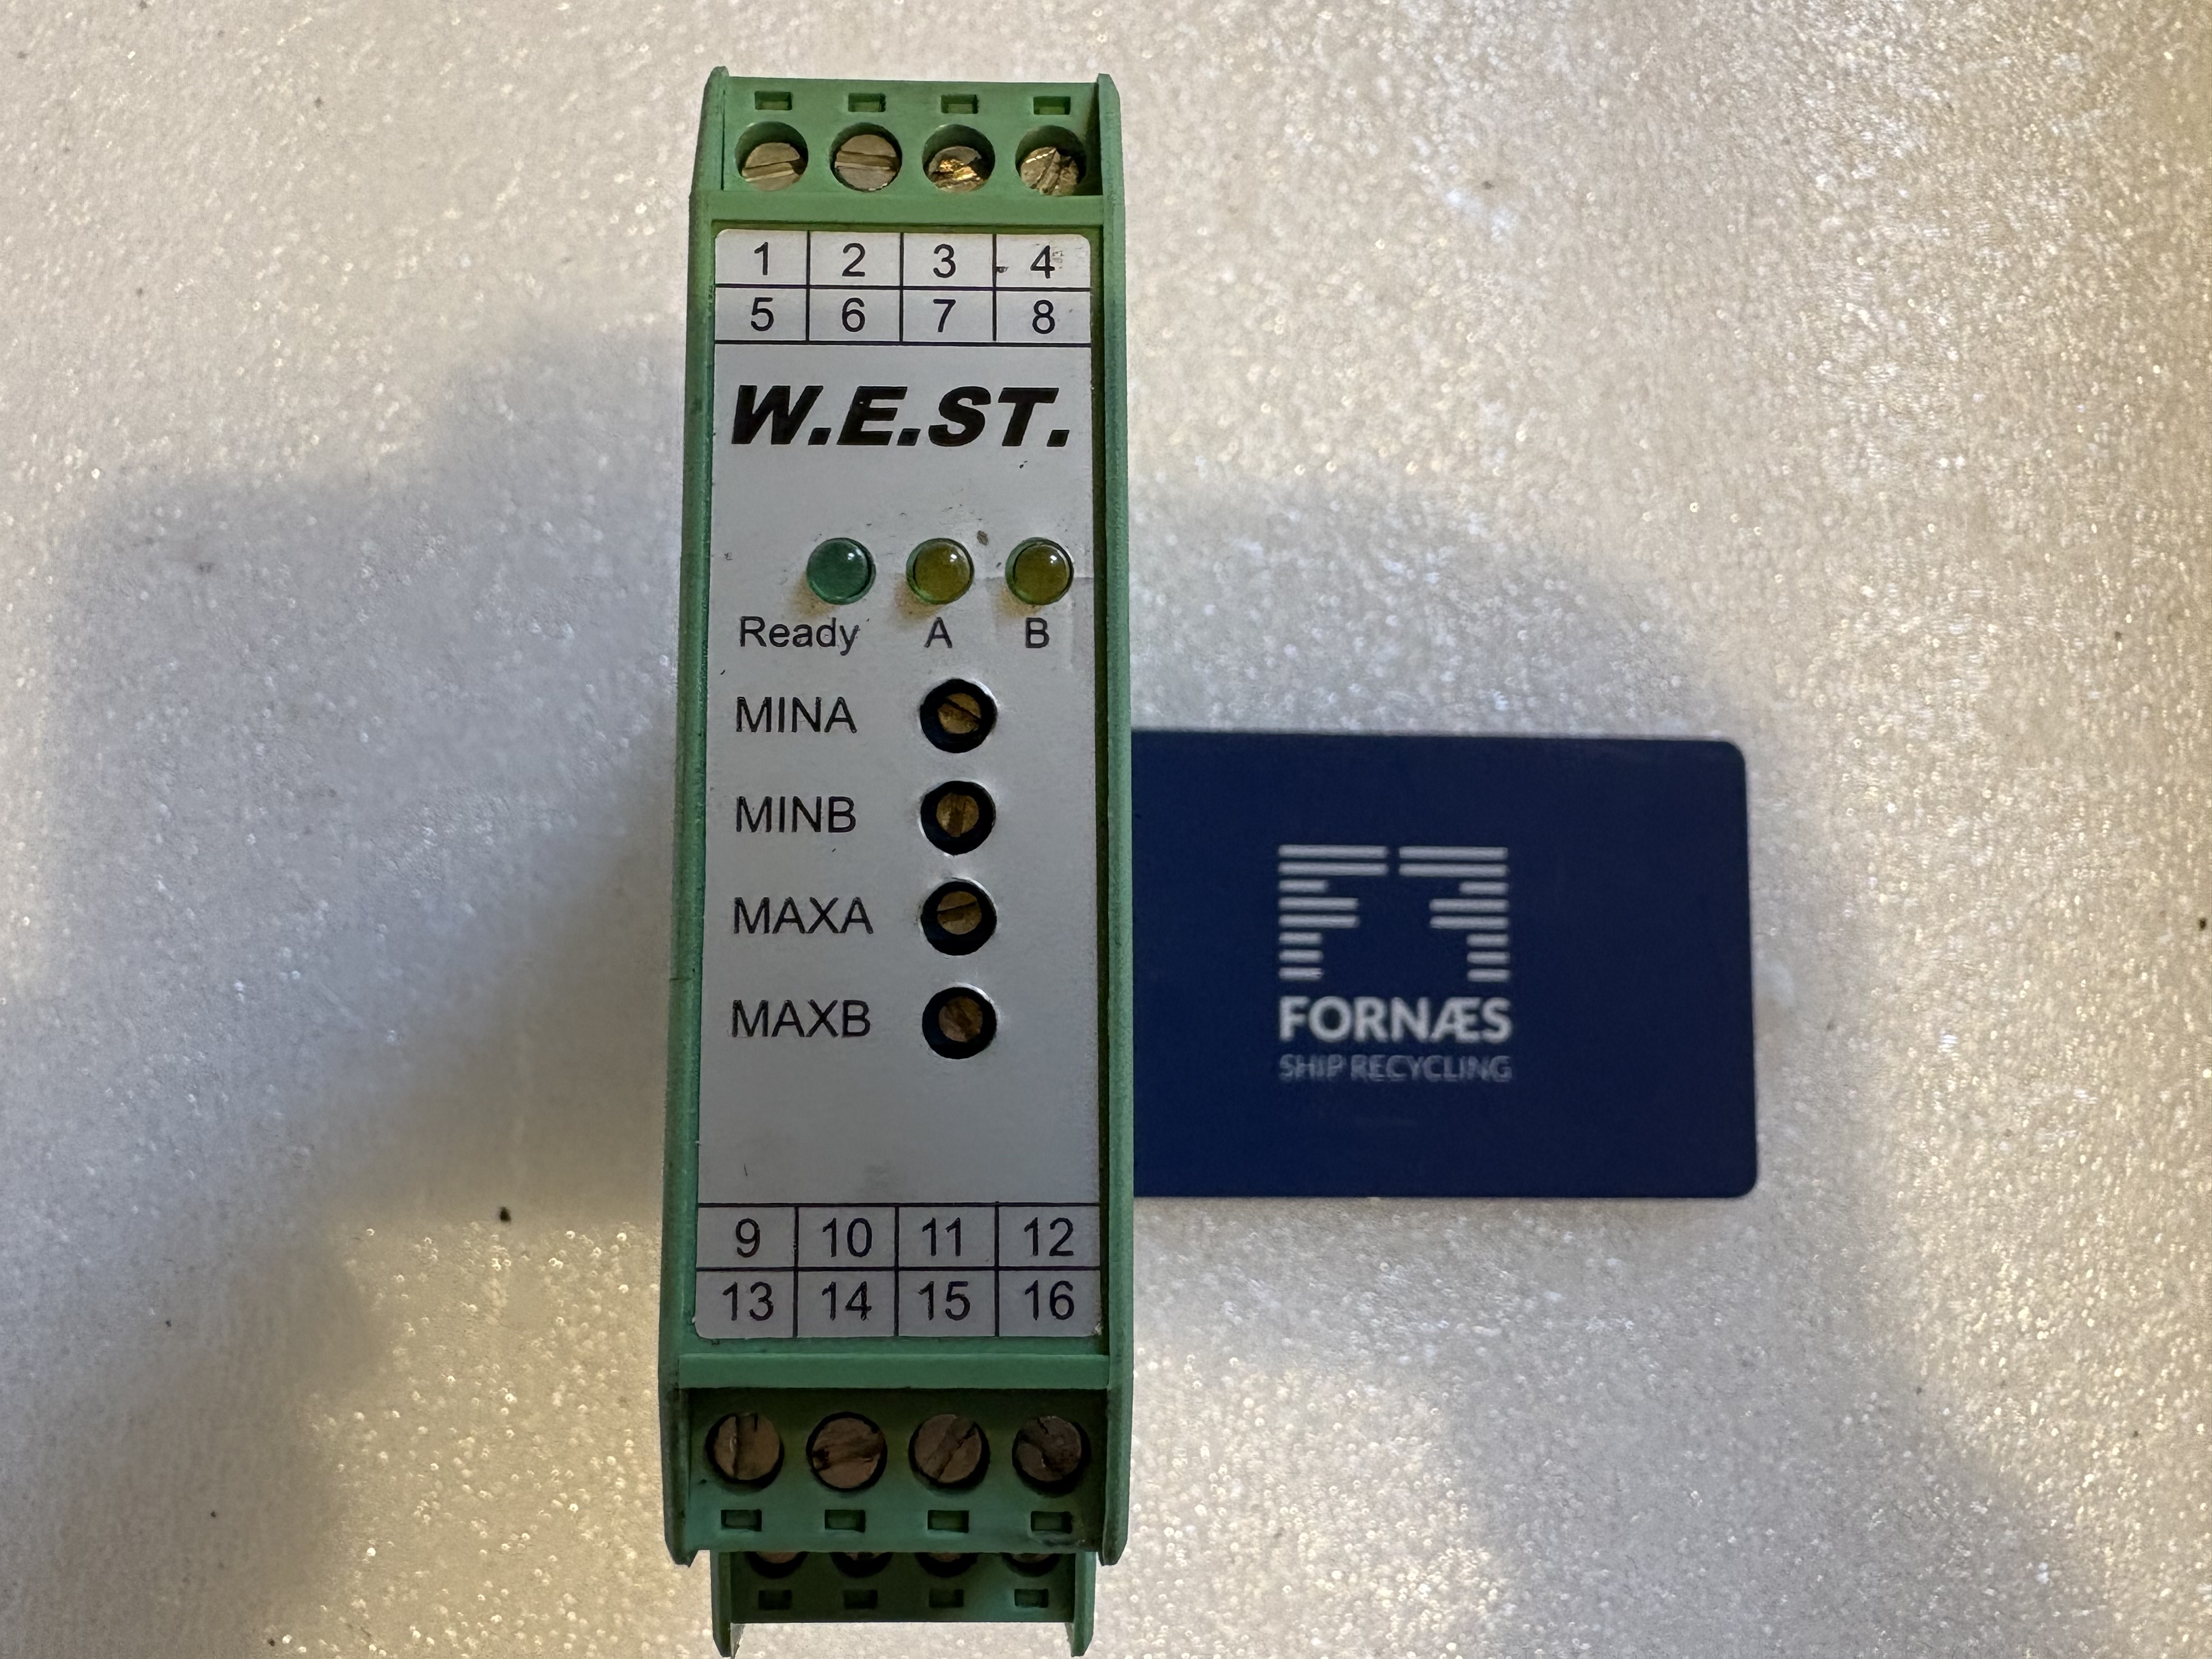 1 2 3 4
5 6 7 8
W.E.ST.
Ready A B
MINA
MINB
MAXA
MAXB
9 10 11 12
13 14 15 16
FORNÆS
SHIP RECYCLING